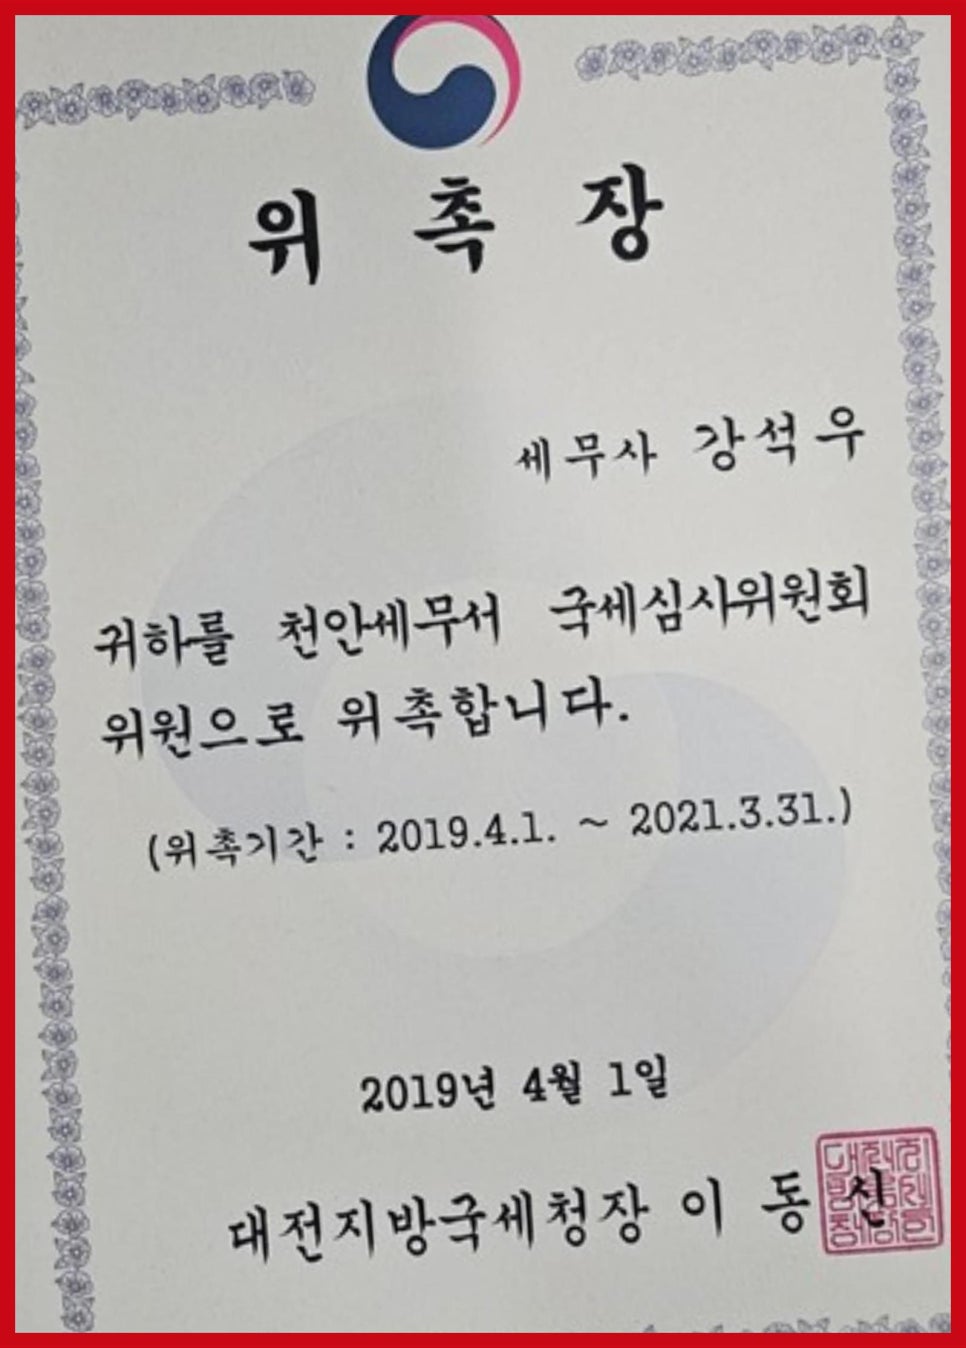 위 촉 장
세무사 강석우
귀하를 천안세무서 국세심사위원회
위원으로 위촉합니다.
(위촉기간 : 2019.4.1. ~ 2021.3.31.)
2019년 4월 1일
대전지방국세청장 이 동 신